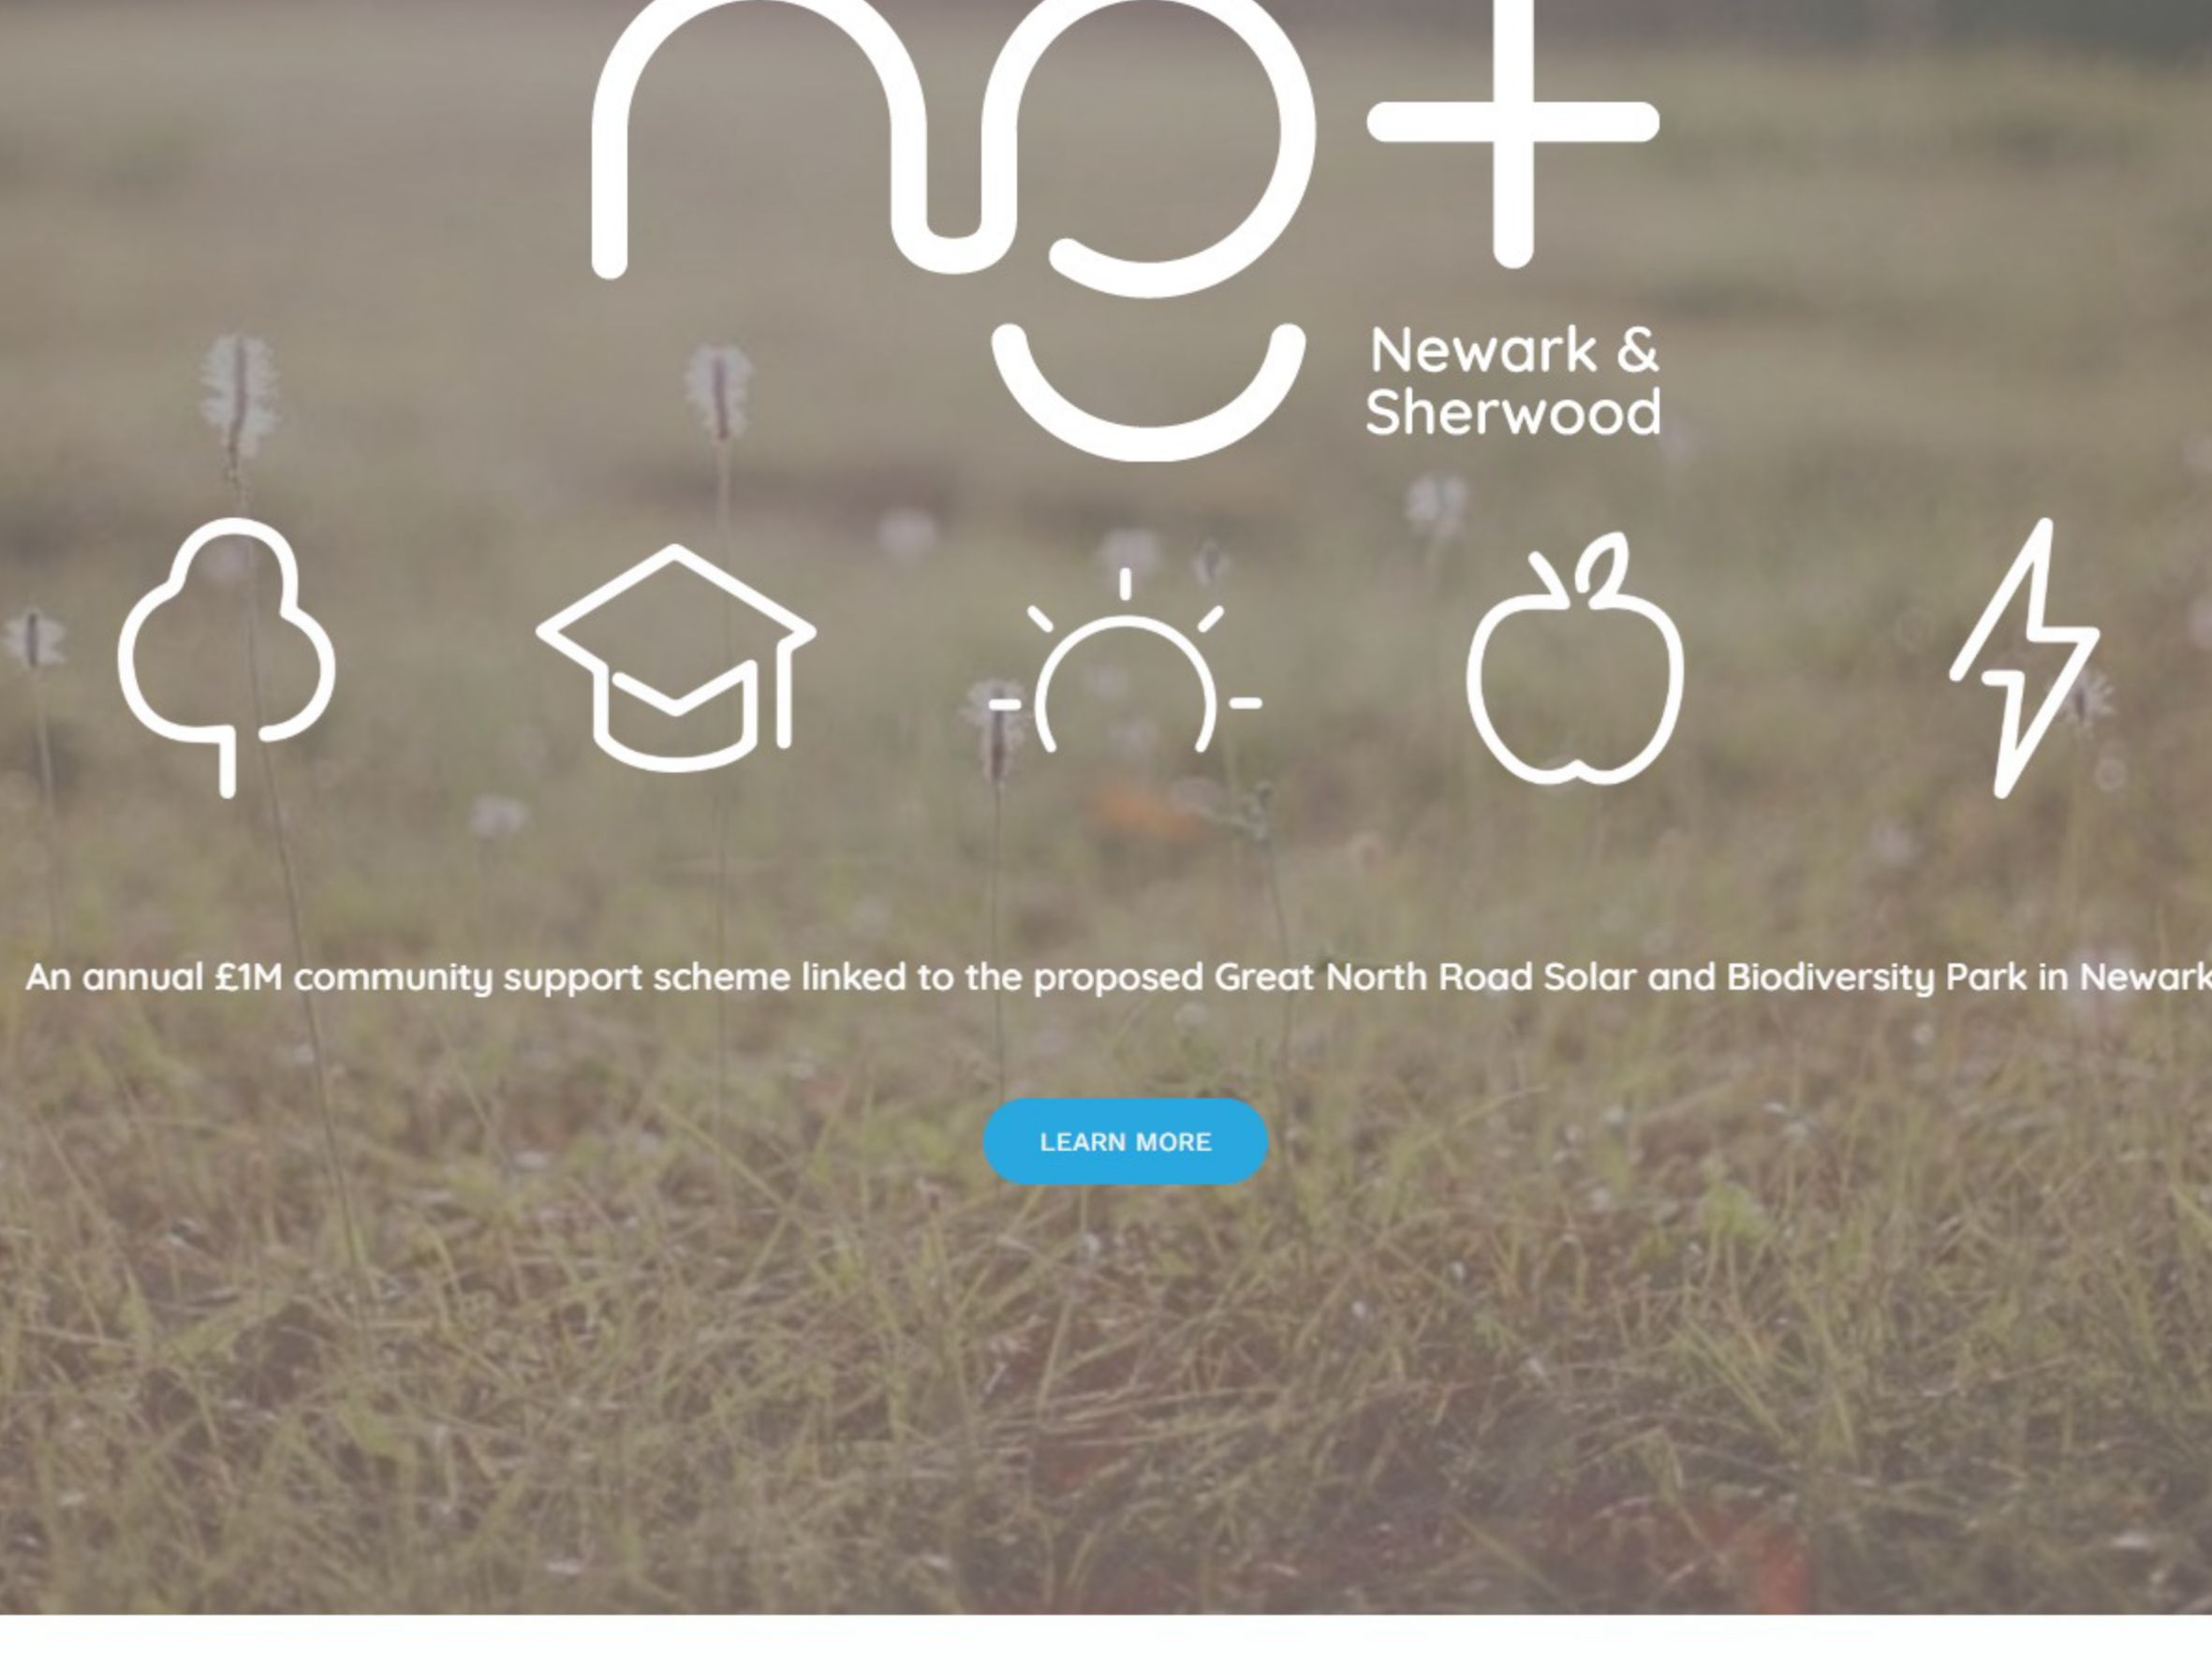 ng+
Newark &
Sherwood
An annual £1M community support scheme linked to the proposed Great North Road Solar and Biodiversity Park in Newark
LEARN MORE